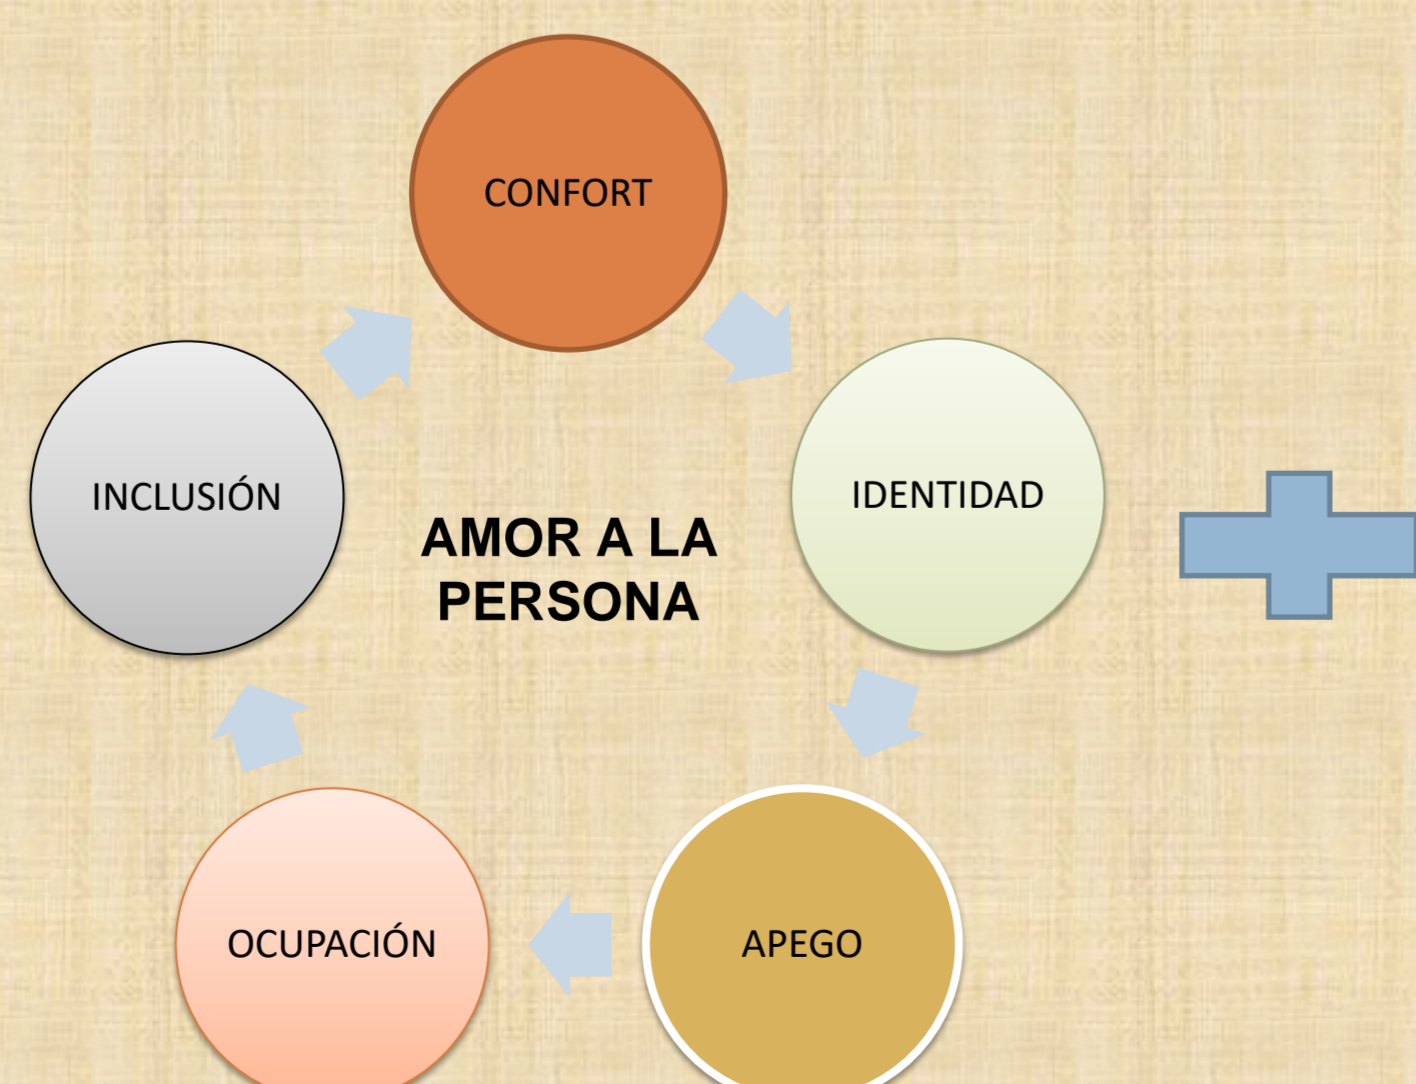 CONFORT
INCLUSIÓN
IDENTIDAD
AMOR A LA
PERSONA
OCUPACIÓN
APEGO